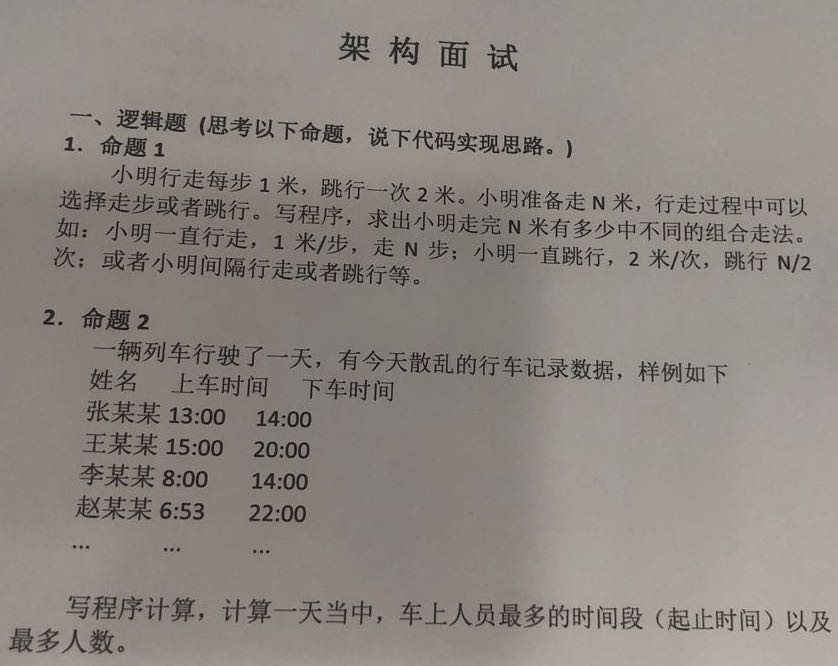 架 构 面 试
一、逻辑题 (思考以下命题，说下代码实现思路。)
1. 命题 1
小明行走每步 1 米，跳行一次 2 米。小明准备走 N 米，行走过程中可以
选择走步或者跳行。写程序，求出小明走完 N 米有多少中不同的组合走法。
如：小明一直行走，1 米/步，走 N 步；小明一直跳行，2 米/次，跳行 N/2
次；或者小明间隔行走或者跳行等。
2. 命题 2
一辆列车行驶了一天，有今天散乱的行车记录数据，样例如下
姓名 上车时间 下车时间
张某某 13:00 14:00
王某某 15:00 20:00
李某某 8:00 14:00
赵某某 6:53 22:00
... ... ...
写程序计算，计算一天当中，车上人员最多的时间段（起止时间）以及
最多人数。